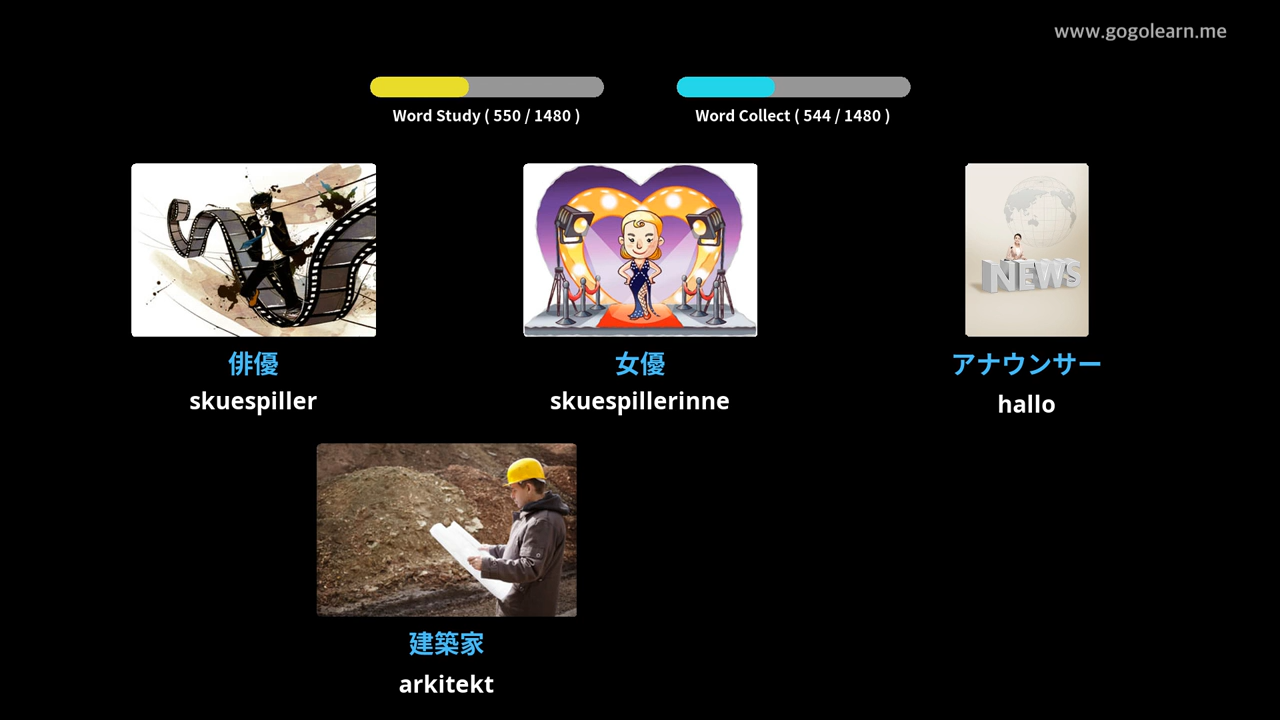 www.gogolearn.me
Word Study ( 550 / 1480 )
Word Collect ( 544 / 1480 )
NEWS
俳優
skuespiller
女優
skuespillerinne
アナウンサー
hallo
建築家
arkitekt